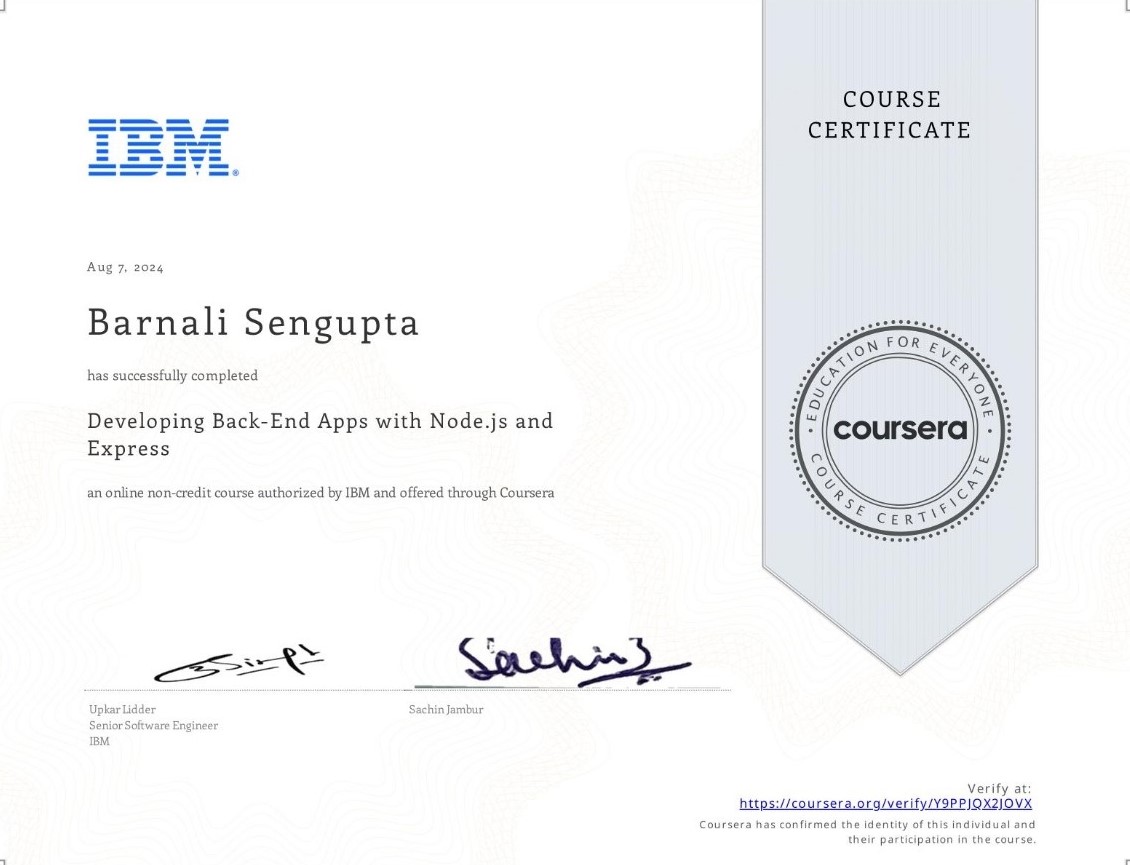 COURSE
CERTIFICATE
IBM®
Aug 7, 2024
Barnali Sengupta
has successfully completed
Developing Back-End Apps with Node.js and
Express
an online non-credit course authorized by IBM and offered through Coursera
EDUCATION FOR EVERYONE
coursera
COURSE CERTIFICATE
Sachin J
Upkar Lidder
Senior Software Engineer
IBM
Sachin Jambur
Verify at:
https://coursera.org/verify/Y9PPJQX2JOVX
Coursera has confirmed the identity of this individual and
their participation in the course.